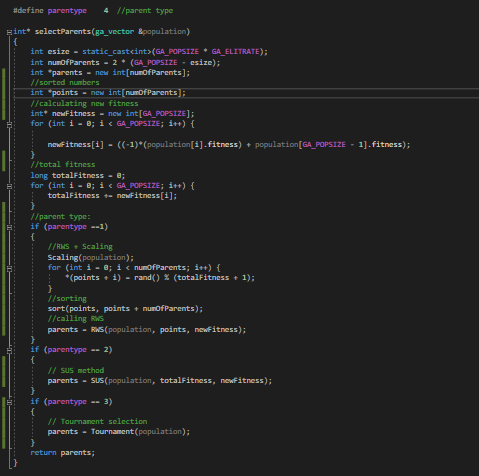 #define parentype    4  //parent type
int* selectParents(ga_vector &population)
{
int esize = static_cast<int>(GA_POPSIZE * GA_ELITRATE);
int numOfParents = 2 * (GA_POPSIZE - esize);
int *parents = new int[numOfParents];
//sorted numbers
int *points = new int[numOfParents];
//calculating new fitness
int* newFitness = new int[GA_POPSIZE];
for (int i = 0; i < GA_POPSIZE; i++) {
newFitness[i] = ((-1)*(population[i].fitness) + population[GA_POPSIZE - 1].fitness);
}
//total fitness
long totalFitness = 0;
for (int i = 0; i < GA_POPSIZE; i++) {
totalFitness += newFitness[i];
}
//parent type:
if (parentype ==1)
{
//RWS + Scaling
Scaling(population);
for (int i = 0; i < numOfParents; i++) {
*(points + i) = rand() % (totalFitness + 1);
}
//sorting
sort(points, points + numOfParents);
//calling RWS
parents = RWS(population, points, newFitness);
}
if (parentype == 2)
{
// SUS method
parents = SUS(population, totalFitness, newFitness);
}
if (parentype == 3)
{
// Tournament selection
parents = Tournament(population);
}
return parents;
}